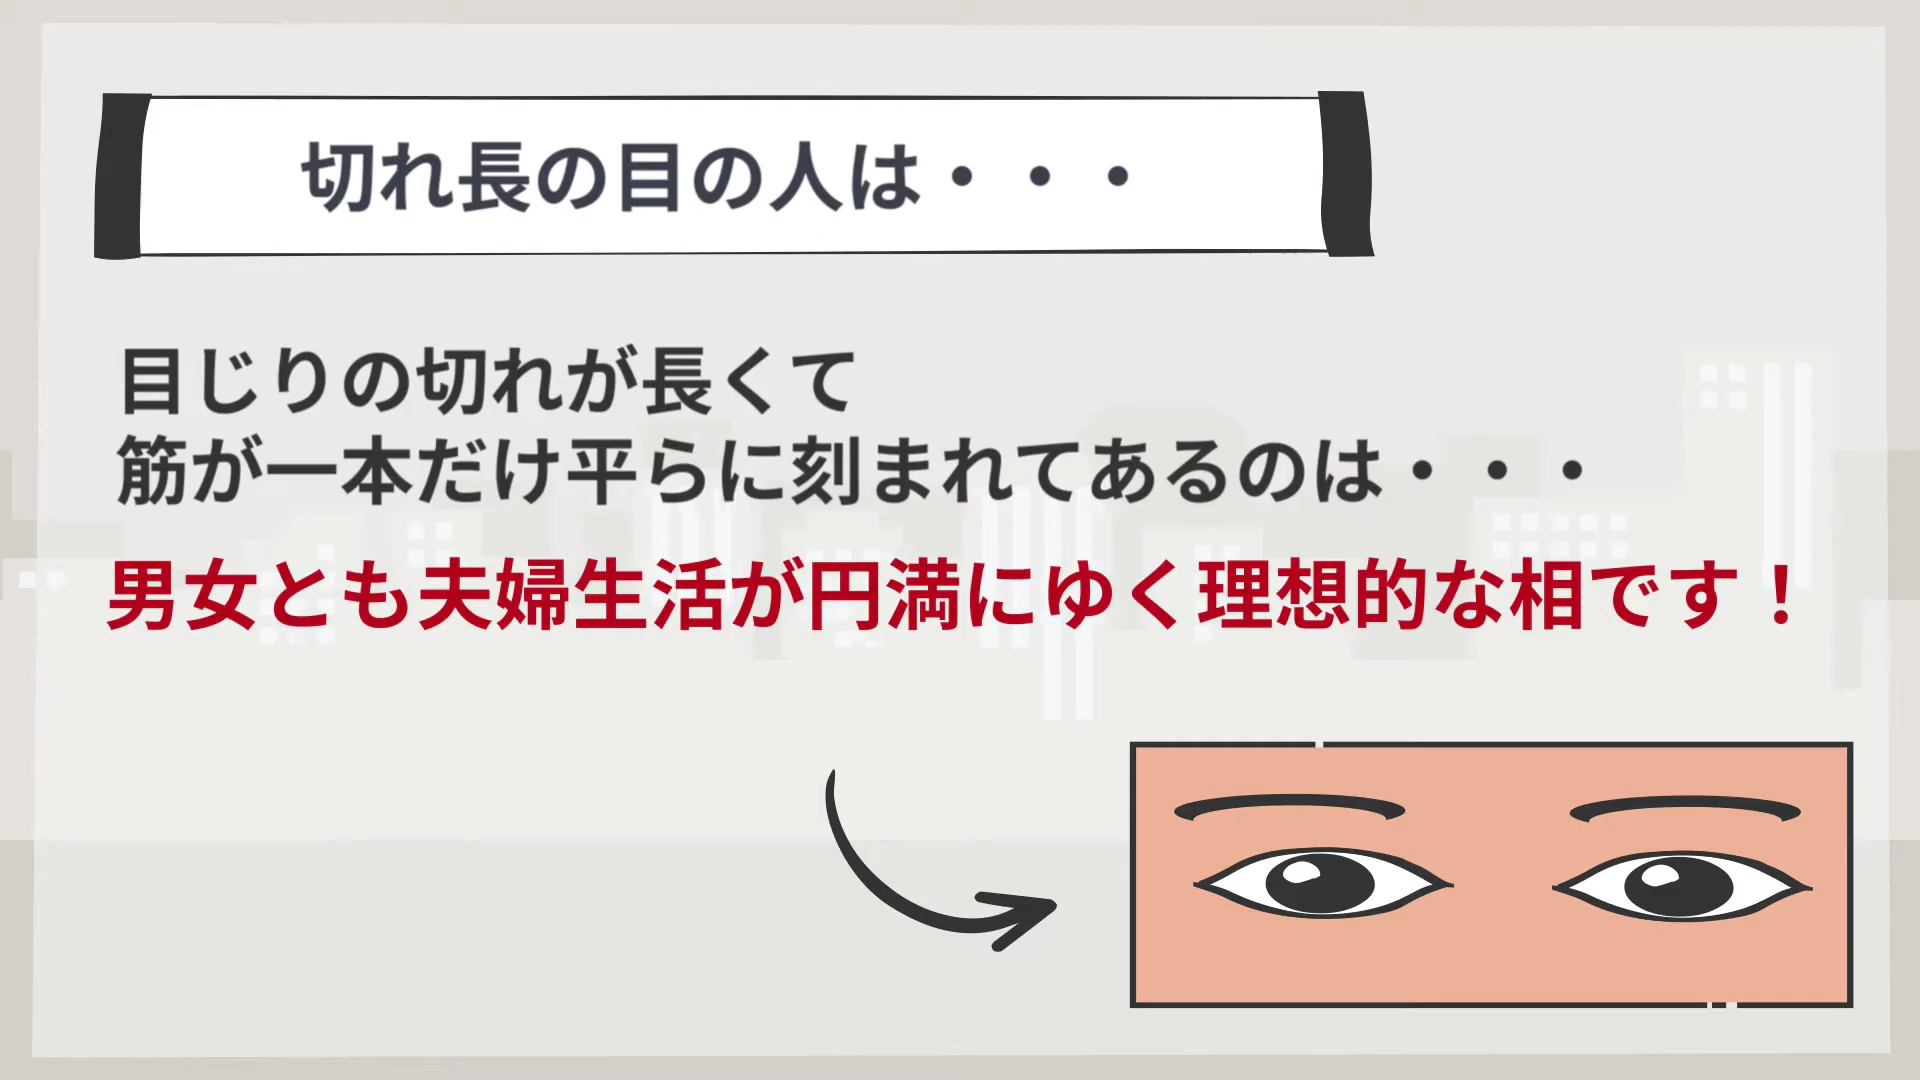 切れ長の目の人は・・・
目じりの切れが長くて
筋が一本だけ平らに刻まれてあるのは・・・
男女とも夫婦生活が円満にゆく理想的な相です！